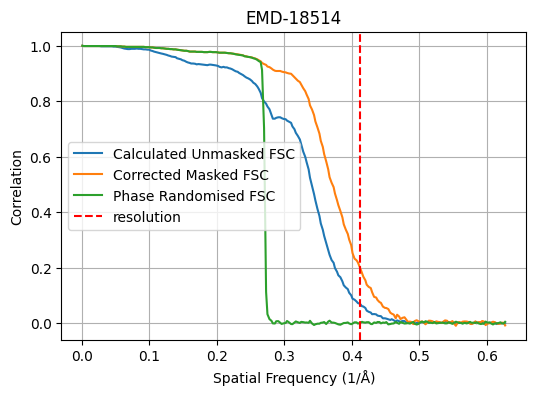 EMD-18514
1.0
0.8
0.6
0.4
0.2
0.0
Correlation
Calculated Unmasked FSC
Corrected Masked FSC
Phase Randomised FSC
resolution
0.0 0.1 0.2 0.3 0.4 0.5 0.6
Spatial Frequency (1/Å)